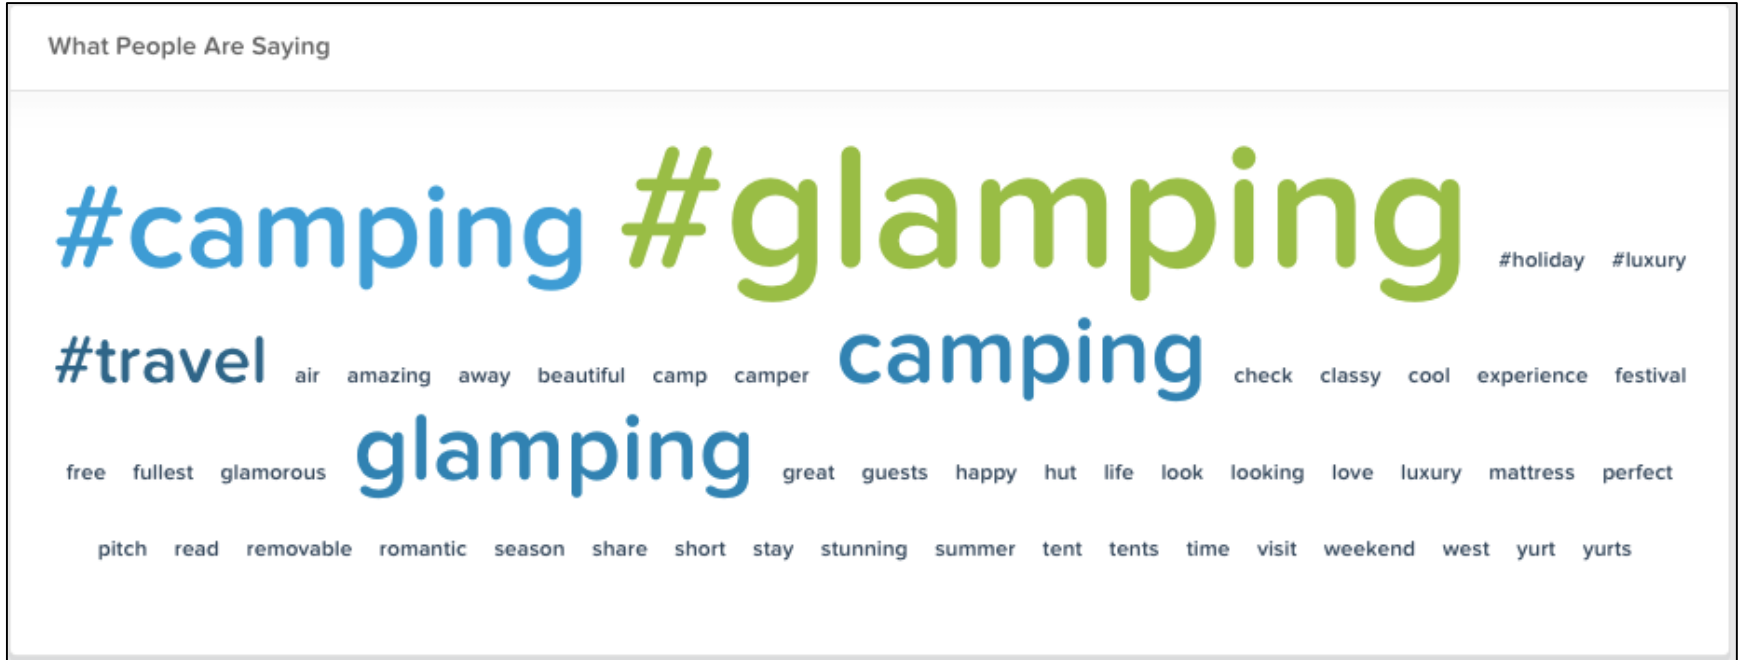 What People Are Saying
#camping #glamping #holiday #luxury
#travel air amazing away beautiful camp camper camping check classy cool experience festival
free fullest glamorous glamping great guests happy hut life look looking love luxury mattress perfect
pitch read removable romantic season share short stay stunning summer tent tents time visit weekend west yurt yurts